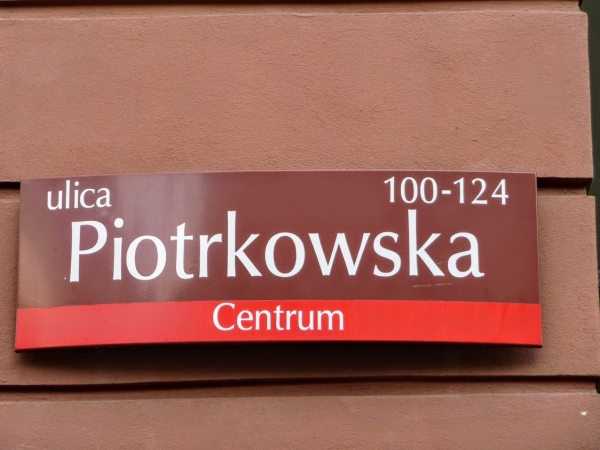 ulica 100-124
Piotrkowska
Centrum